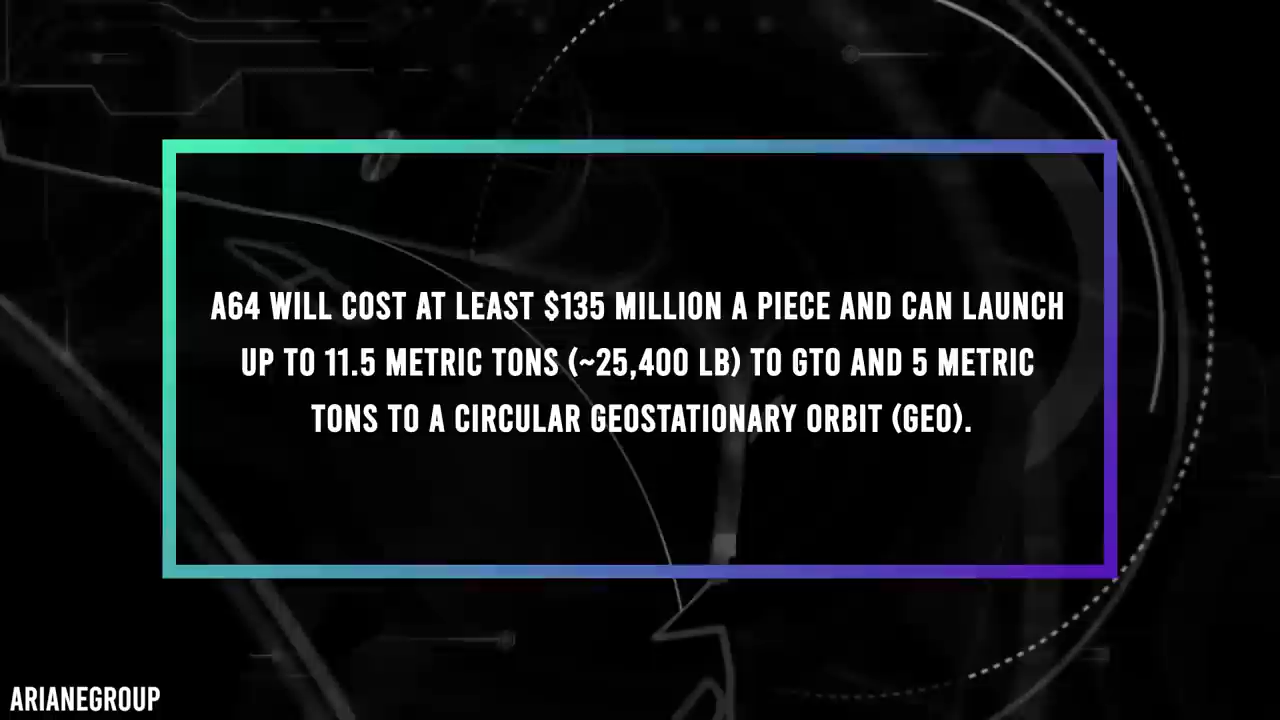 A64 WILL COST AT LEAST $135 MILLION A PIECE AND CAN LAUNCH
UP TO 11.5 METRIC TONS (~25,400 LB) TO GTO AND 5 METRIC
TONS TO A CIRCULAR GEOSTATIONARY ORBIT (GEO).
ARIANEGROUP